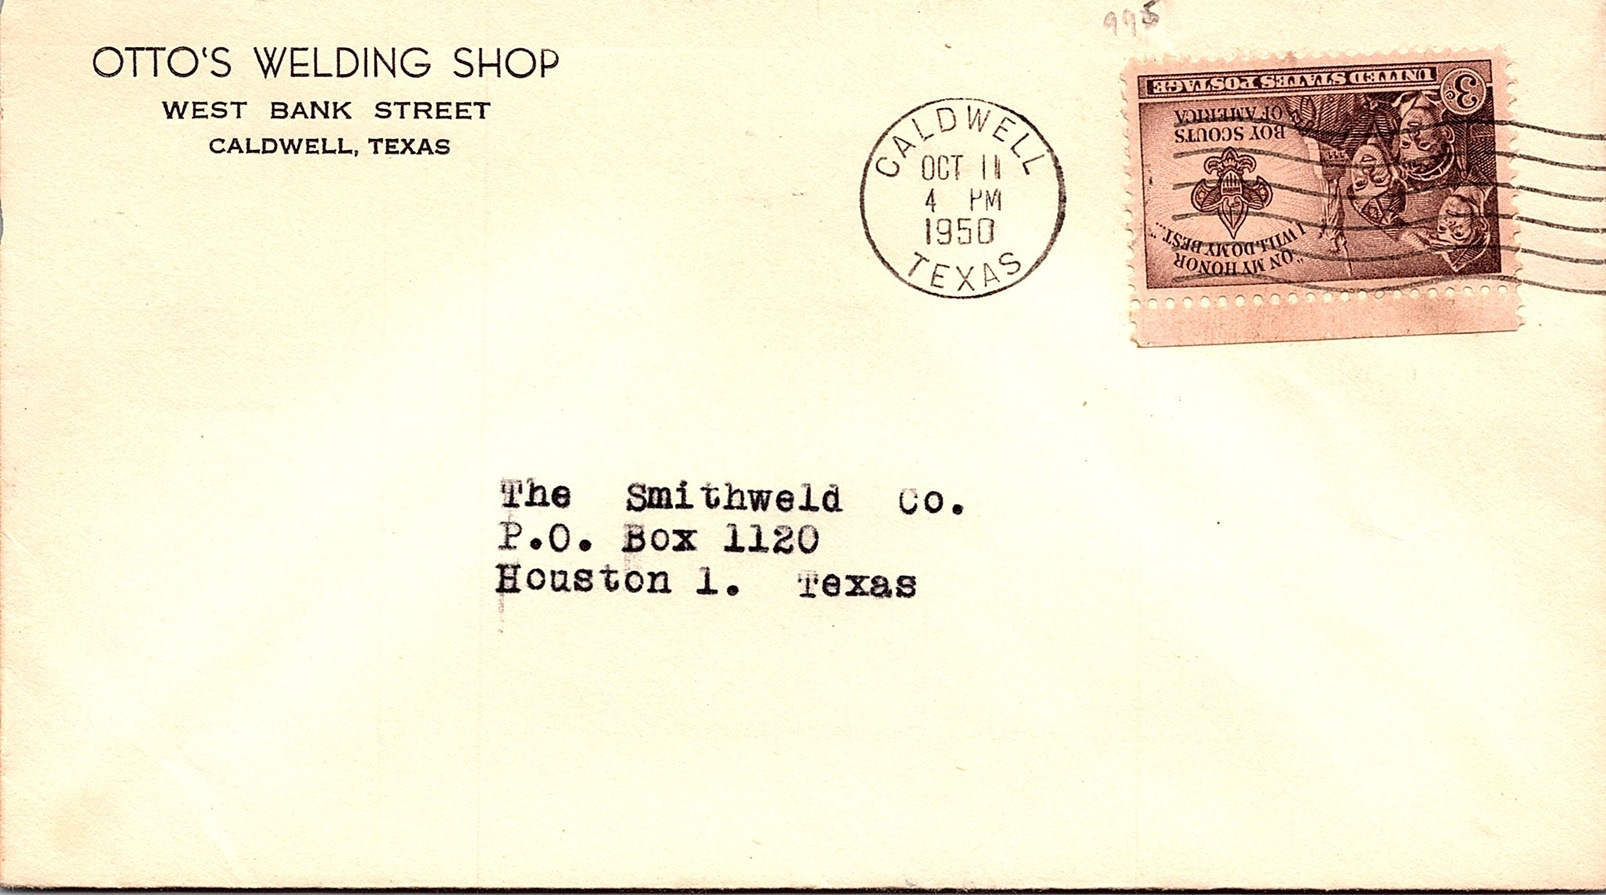 OTTO'S WELDING SHOP
WEST BANK STREET
CALDWELL, TEXAS
995
CALDWELL
OCT 11
4 PM
1950
TEXAS
UNITED STATES POSTAGE 3¢
BOY SCOUTS
OF AMERICA
"ON MY HONOR
I WILL DO MY BEST..."
The Smithweld Co.
P.O. Box 1120
Houston 1. Texas